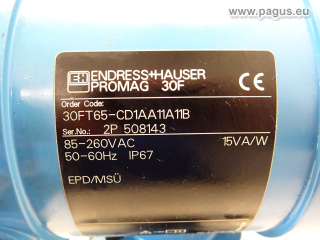 © www.pagus.eu
EH ENDRESS+HAUSER
PROMAG 30F
CE
Order Code:
30FT65-CD1AA11A11B
Ser.No.: 2P 508143
85-260VAC 15VA/W
50-60Hz IP67
EPD/MSÜ